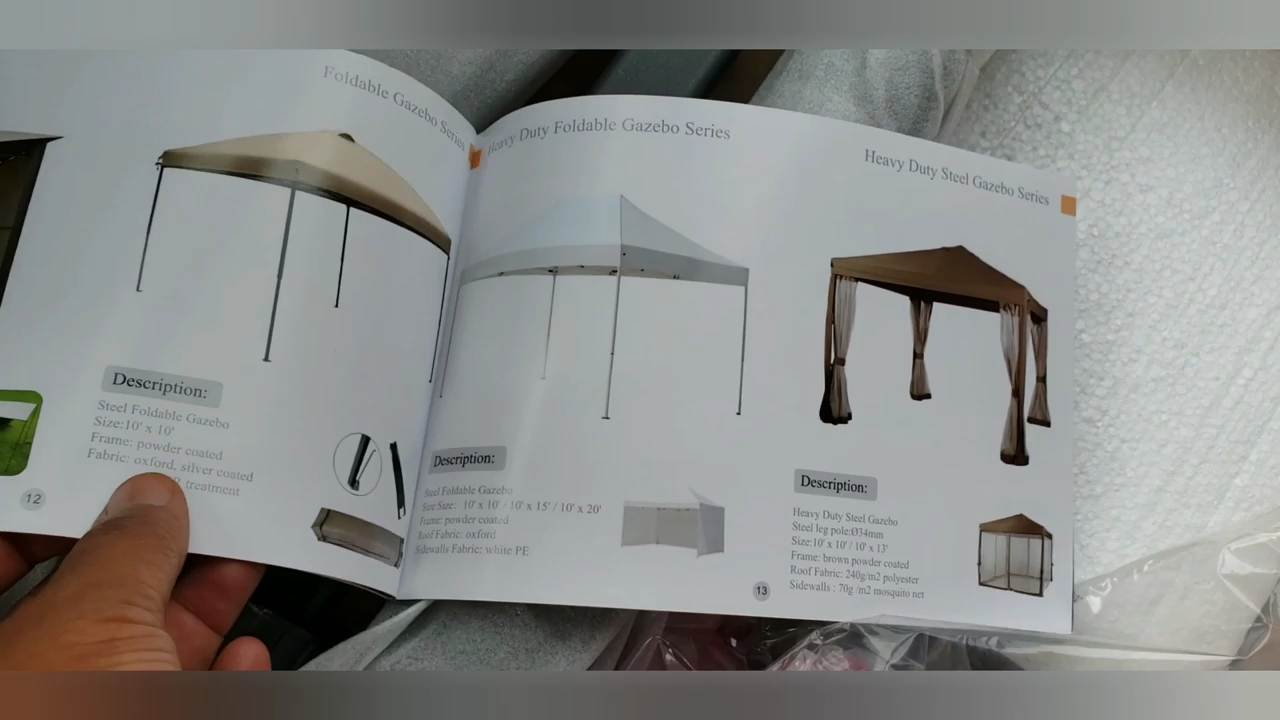 Foldable Gazebo Series
Description:
Steel Foldable Gazebo
Size:10' x 10'
Frame: powder coated
Fabric: oxford, silver coated
treatment
12
Heavy Duty Foldable Gazebo Series
Description:
Steel Foldable Gazebo
Size:Size: 10' x 10' / 10' x 15' / 10' x 20'
Frame: powder coated
Roof Fabric: oxford
Sidewalls Fabric: white PE
Heavy Duty Steel Gazebo Series
Description:
Heavy Duty Steel Gazebo
Steel leg pole:Ø34mm
Size:10' x 10' / 10' x 13'
Frame: brown powder coated
Roof Fabric: 240g/m2 polyester
Sidewalls : 70g /m2 mosquito net
13